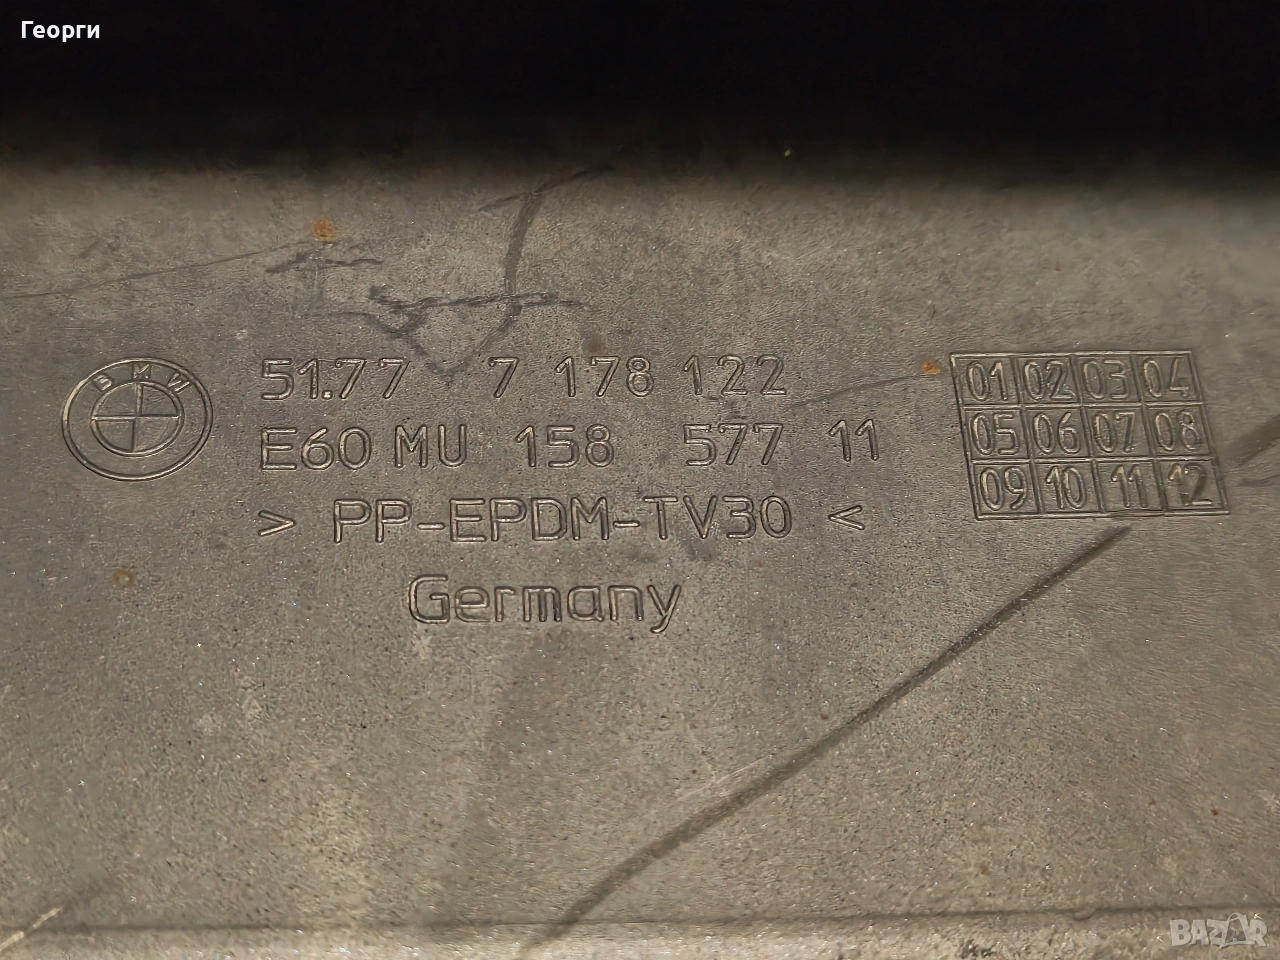 Георги
BMW
51.77 7 178 122
E60 MU 158 577 11
> PP-EPDM-TV30 <
Germany
01 02 03 04
05 06 07 08
09 10 11 12
BAZAR